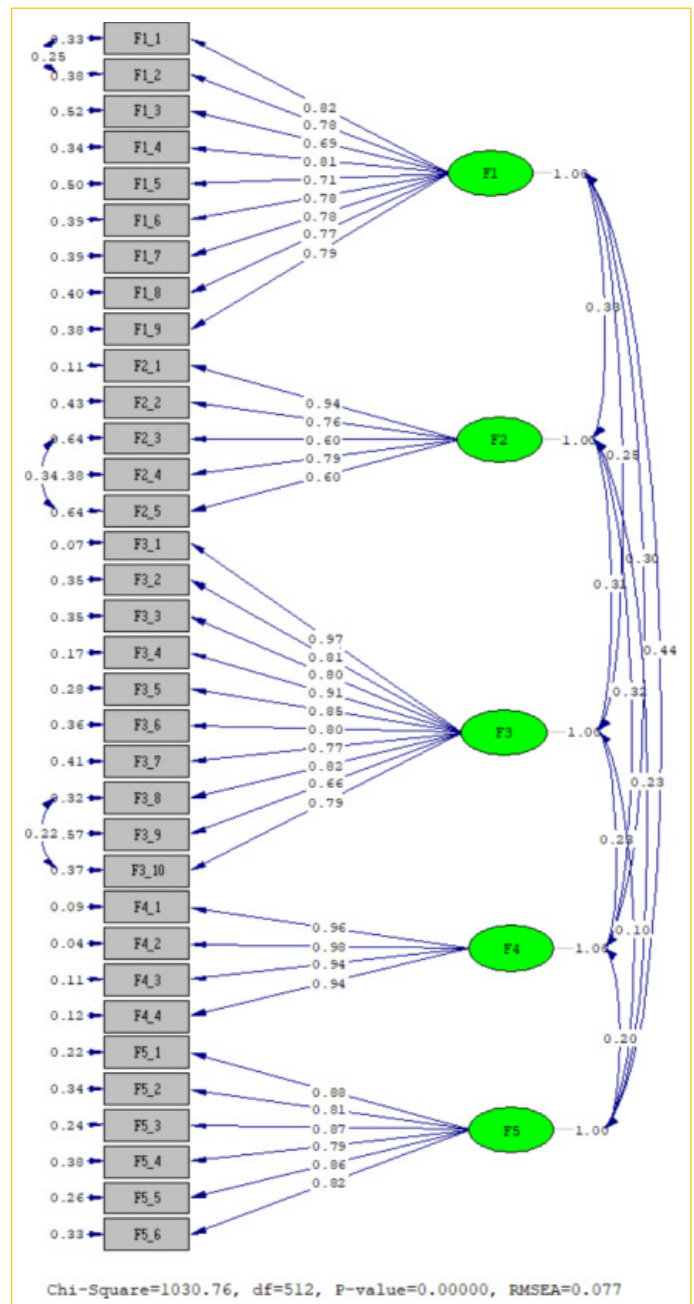 0.33 F1_1
0.25
0.38 F1_2
0.52 F1_3
0.34 F1_4
0.50 F1_5
0.39 F1_6
0.39 F1_7
0.40 F1_8
0.38 F1_9
0.11 F2_1
0.43 F2_2
0.64 F2_3
0.34.38 F2_4
0.64 F2_5
0.07 F3_1
0.35 F3_2
0.35 F3_3
0.17 F3_4
0.28 F3_5
0.36 F3_6
0.41 F3_7
0.32 F3_8
0.22.57 F3_9
0.37 F3_10
0.09 F4_1
0.04 F4_2
0.11 F4_3
0.12 F4_4
0.22 F5_1
0.34 F5_2
0.24 F5_3
0.38 F5_4
0.26 F5_5
0.33 F5_6
0.82
0.78
0.69
0.81
0.71
0.78
0.78
0.77
0.79
0.94
0.76
0.60
0.79
0.60
0.97
0.81
0.80
0.91
0.85
0.80
0.77
0.82
0.66
0.79
0.96
0.98
0.94
0.94
0.88
0.81
0.87
0.79
0.86
0.82
F1 1.00
F2 1.00
F3 1.00
F4 1.00
F5 1.00
0.33
0.30
0.31
0.44
0.32
0.23
0.10
0.20
Chi-Square=1030.76, df=512, P-value=0.00000, RMSEA=0.077